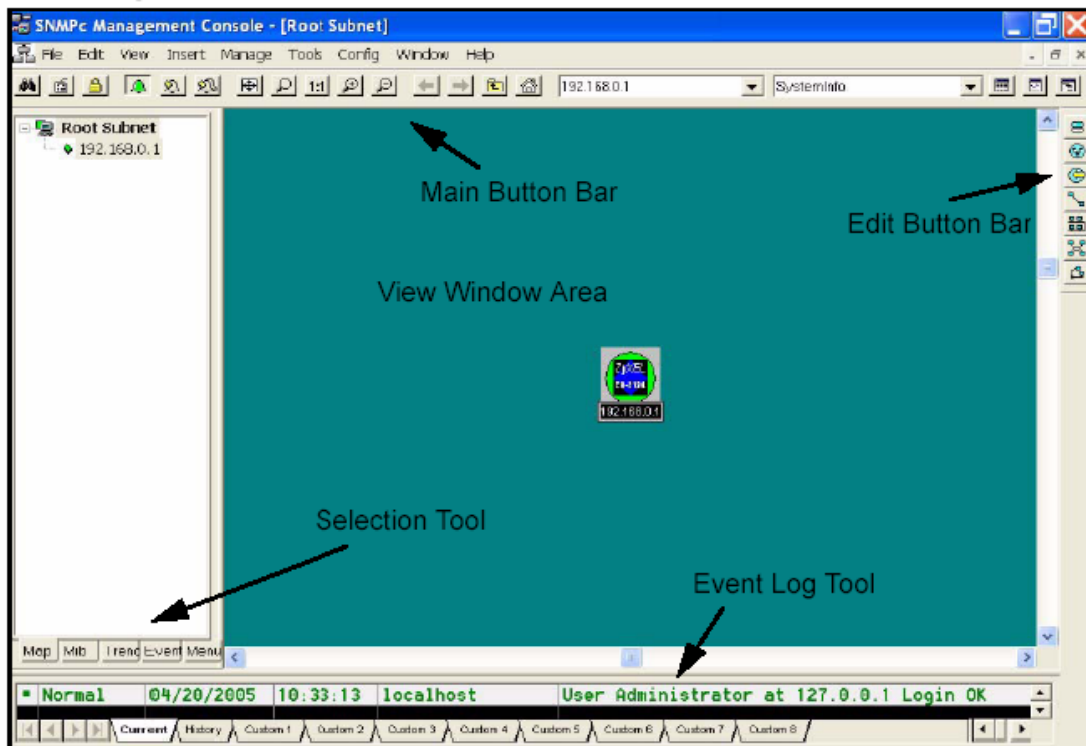 SNMPc Management Console - [Root Subnet]
File Edit View Insert Manage Tools Config Window Help
1:1 192.168.0.1 SystemInfo
Root Subnet
192.168.0.1
Main Button Bar
Edit Button Bar
View Window Area
ZyXEL
192.168.0.1
Selection Tool
Event Log Tool
Map Mib Trend Event Menu
Normal 04/20/2005 10:33:13 localhost User Administrator at 127.0.0.1 Login OK
Current History Custom 1 Custom 2 Custom 3 Custom 4 Custom 5 Custom 6 Custom 7 Custom 8